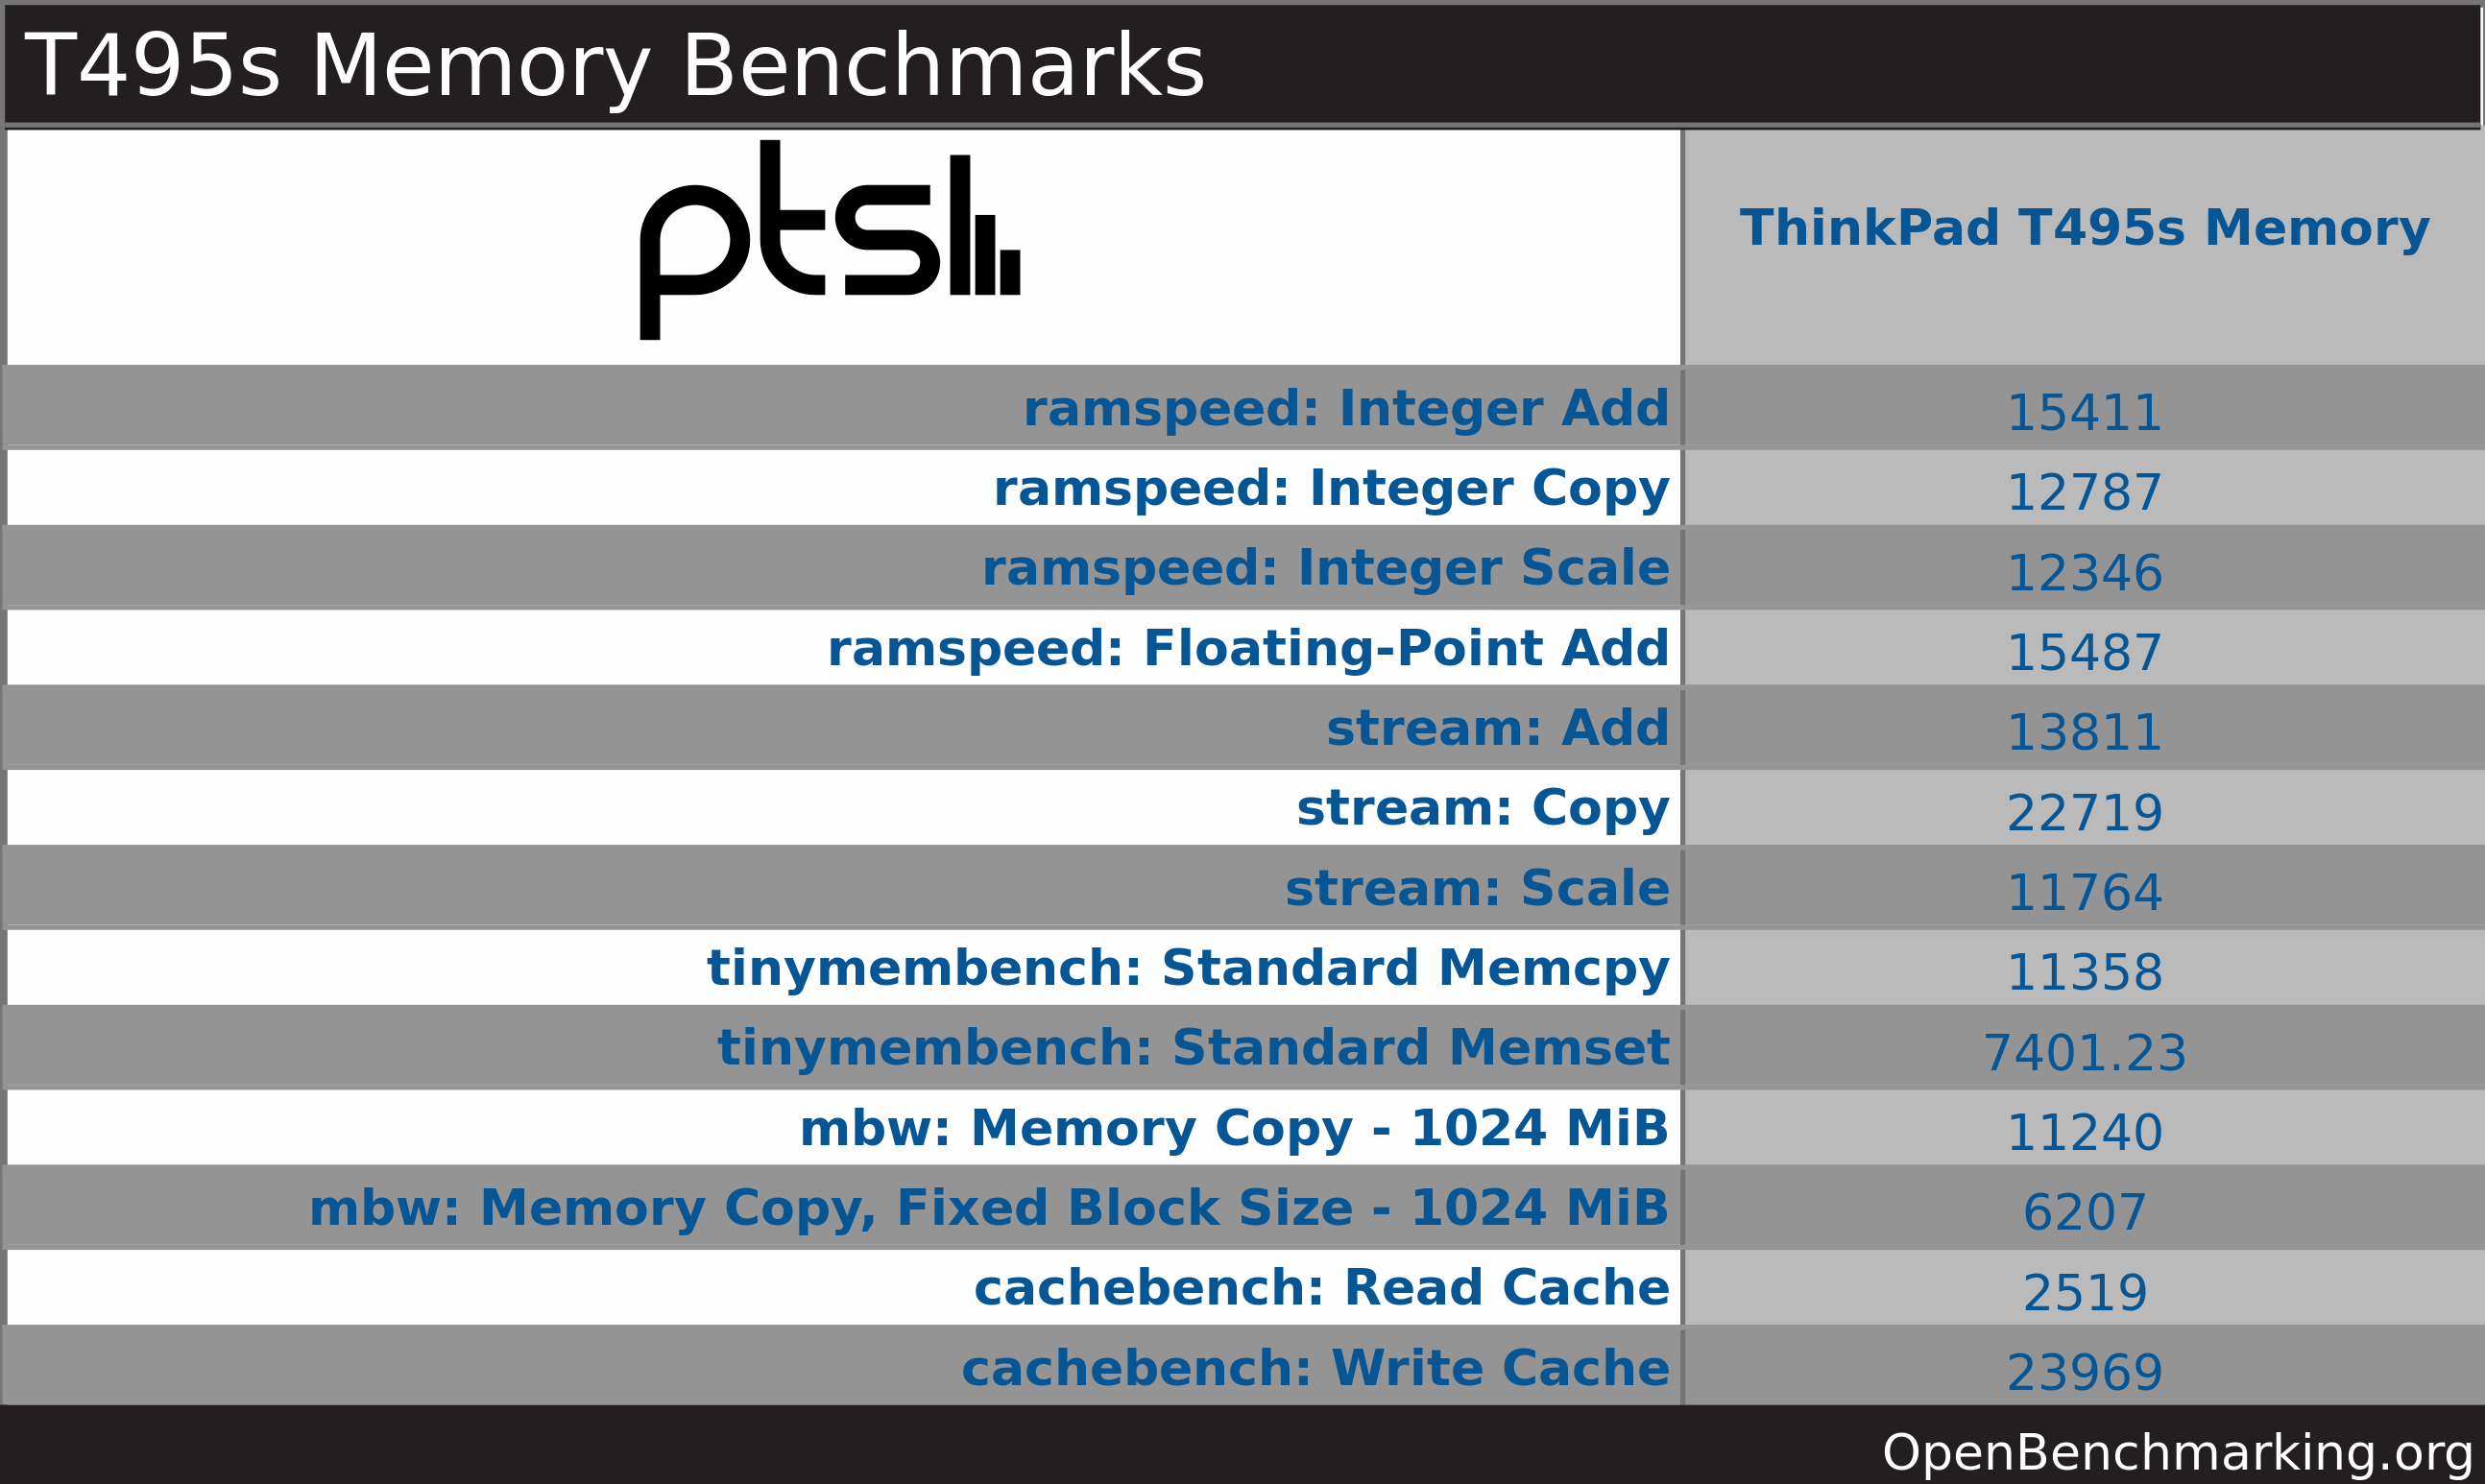 T495s Memory Benchmarks
ptsl
ThinkPad T495s Memory
ramspeed: Integer Add 15411
ramspeed: Integer Copy 12787
ramspeed: Integer Scale 12346
ramspeed: Floating-Point Add 15487
stream: Add 13811
stream: Copy 22719
stream: Scale 11764
tinymembench: Standard Memcpy 11358
tinymembench: Standard Memset 7401.23
mbw: Memory Copy - 1024 MiB 11240
mbw: Memory Copy, Fixed Block Size - 1024 MiB 6207
cachebench: Read Cache 2519
cachebench: Write Cache 23969
OpenBenchmarking.org